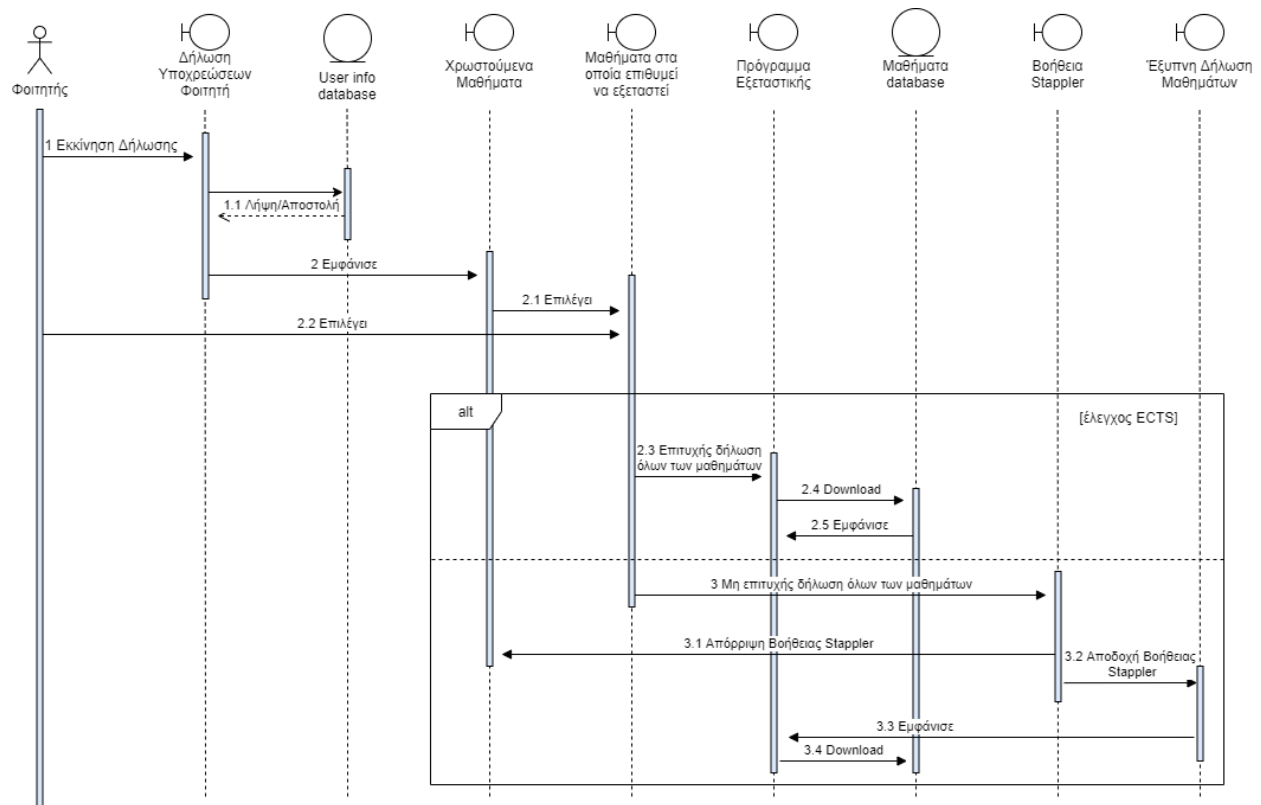 Φοιτητής
Δήλωση
Υποχρεώσεων
Φοιτητή
User info
database
Χρωστούμενα
Μαθήματα
Μαθήματα στα
οποία επιθυμεί
να εξεταστεί
Πρόγραμμα
Εξεταστικής
Μαθήματα
database
Βοήθεια
Stappler
Έξυπνη Δήλωση
Μαθημάτων
1 Εκκίνηση Δήλωσης
1.1 Λήψη/Αποστολή
2 Εμφάνισε
2.1 Επιλέγει
2.2 Επιλέγει
alt
[έλεγχος ECTS]
2.3 Επιτυχής δήλωση
όλων των μαθημάτων
2.4 Download
2.5 Εμφάνισε
3 Μη επιτυχής δήλωση όλων των μαθημάτων
3.1 Απόρριψη Βοήθειας Stappler
3.2 Αποδοχή Βοήθειας
Stappler
3.3 Εμφάνισε
3.4 Download